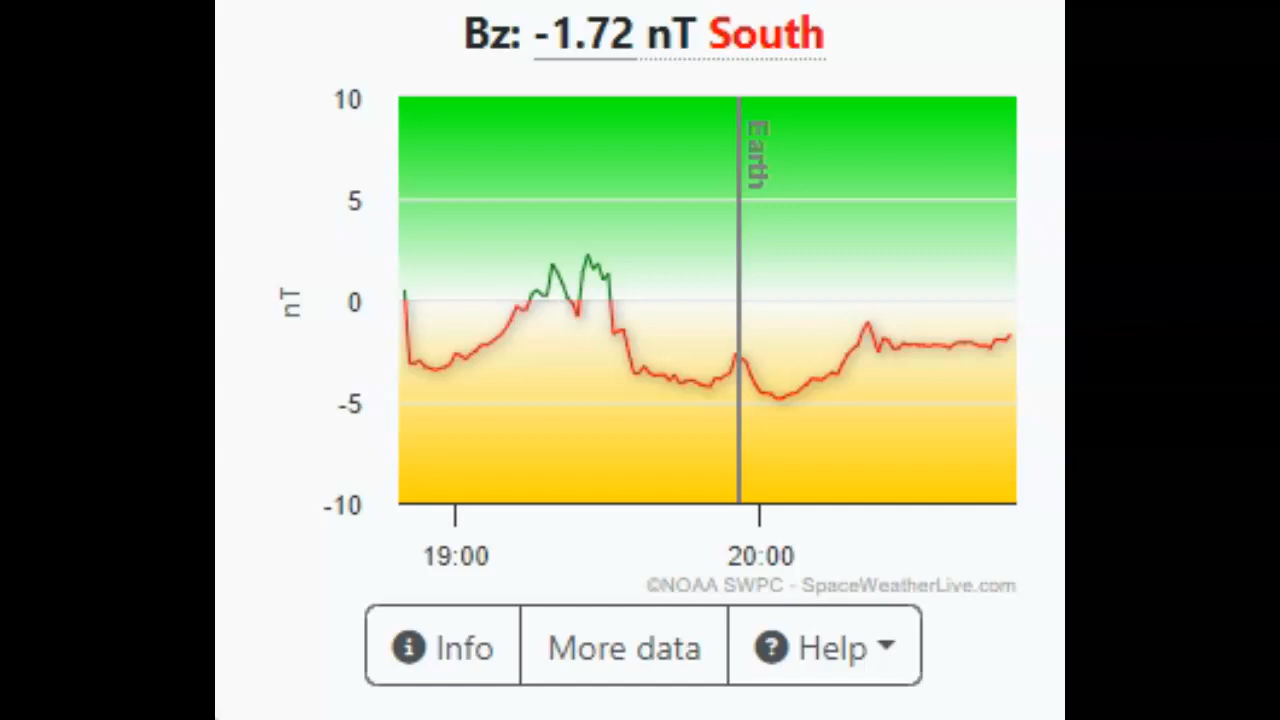 Bz: -1.72 nT South
10
5
0
-5
-10
nT
Earth
19:00 20:00
©NOAA SWPC - SpaceWeatherLive.com
Info More data Help